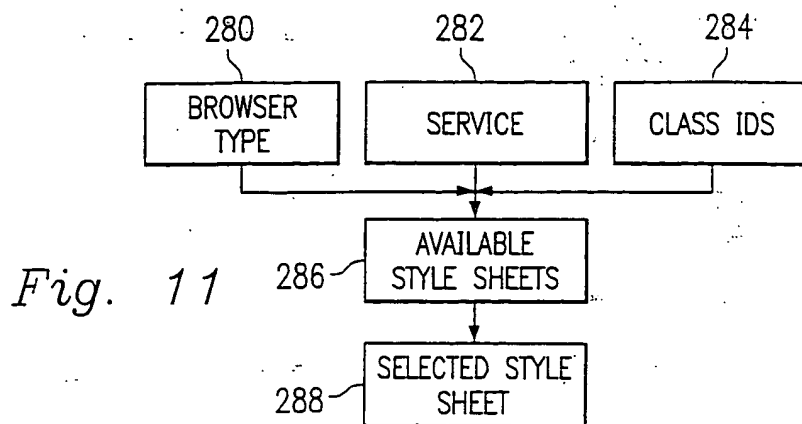 280
282
284
BROWSER
TYPE
SERVICE
CLASS IDS
Fig. 11
286
AVAILABLE
STYLE SHEETS
288
SELECTED STYLE
SHEET